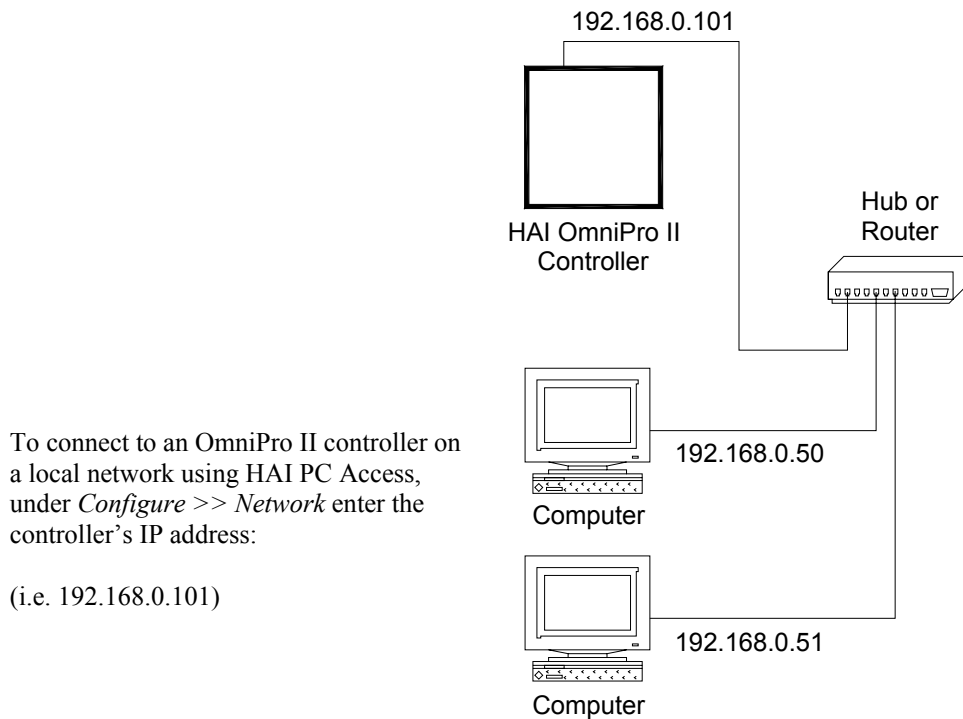 192.168.0.101
HAI OmniPro II
Controller
Hub or
Router
192.168.0.50
Computer
To connect to an OmniPro II controller on
a local network using HAI PC Access,
under Configure >> Network enter the
controller’s IP address:
(i.e. 192.168.0.101)
192.168.0.51
Computer